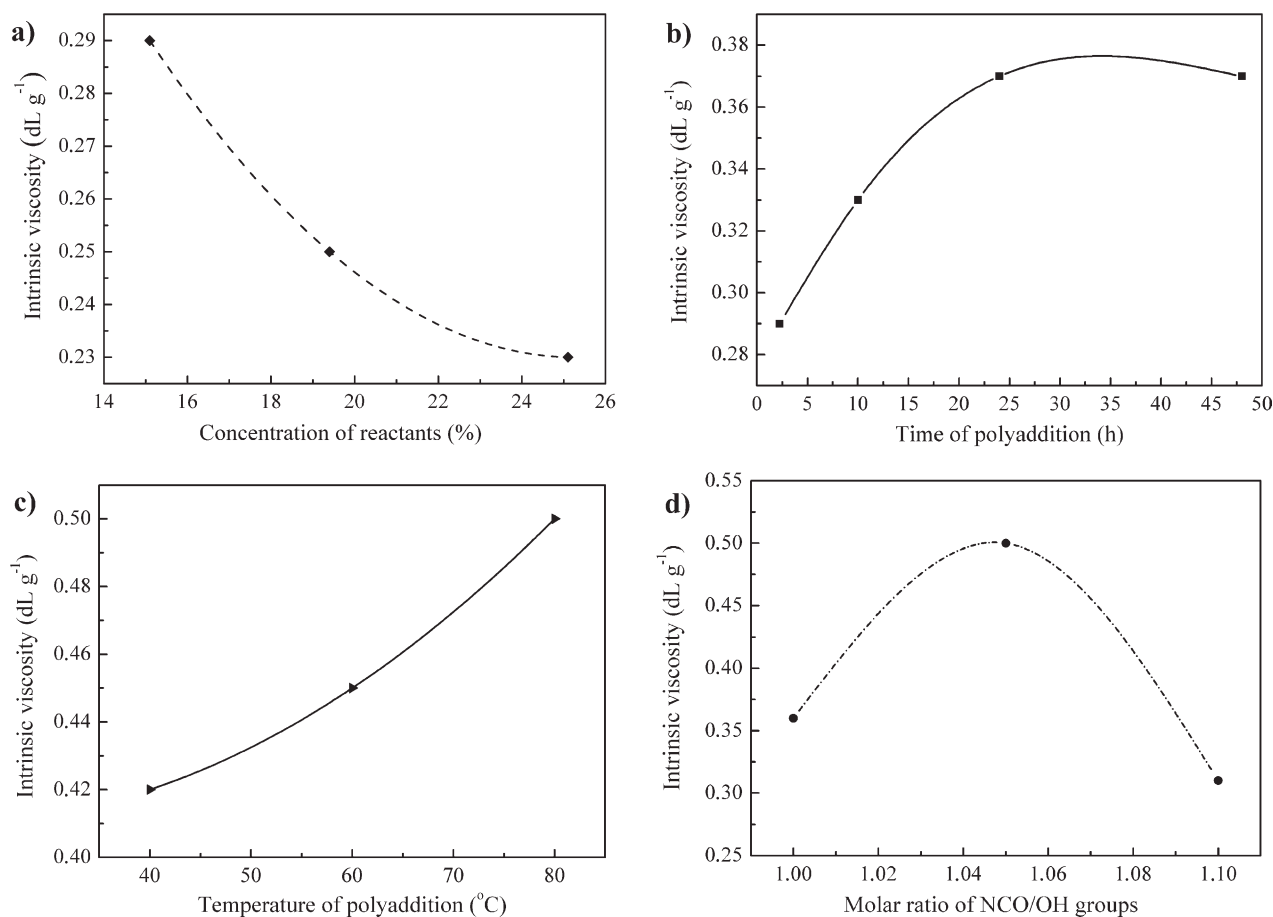 a)
Intrinsic viscosity (dL g⁻¹)
0.29
0.28
0.27
0.26
0.25
0.24
0.23
14 16 18 20 22 24 26
Concentration of reactants (%)
b)
Intrinsic viscosity (dL g⁻¹)
0.38
0.36
0.34
0.32
0.30
0.28
0 5 10 15 20 25 30 35 40 45 50
Time of polyaddition (h)
c)
Intrinsic viscosity (dL g⁻¹)
0.50
0.48
0.46
0.44
0.42
0.40
40 50 60 70 80
Temperature of polyaddition (°C)
d)
Intrinsic viscosity (dL g⁻¹)
0.55
0.50
0.45
0.40
0.35
0.30
0.25
1.00 1.02 1.04 1.06 1.08 1.10
Molar ratio of NCO/OH groups